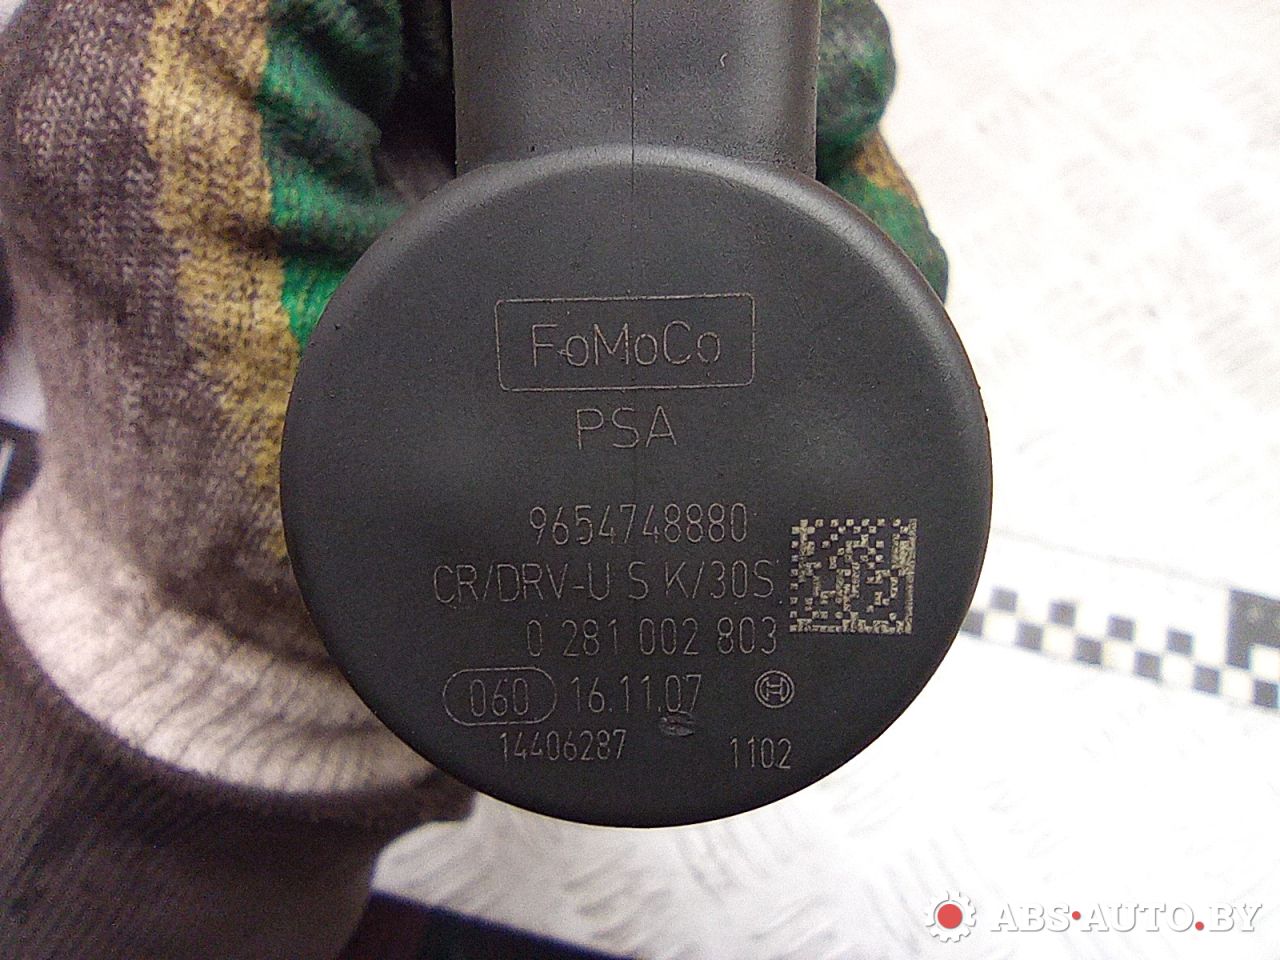 FoMoCo
PSA
9654748880
CR/DRV-U S K/30S
0 281 002 803
060 16.11.07
14406287 1102
ABS-AUTO.BY